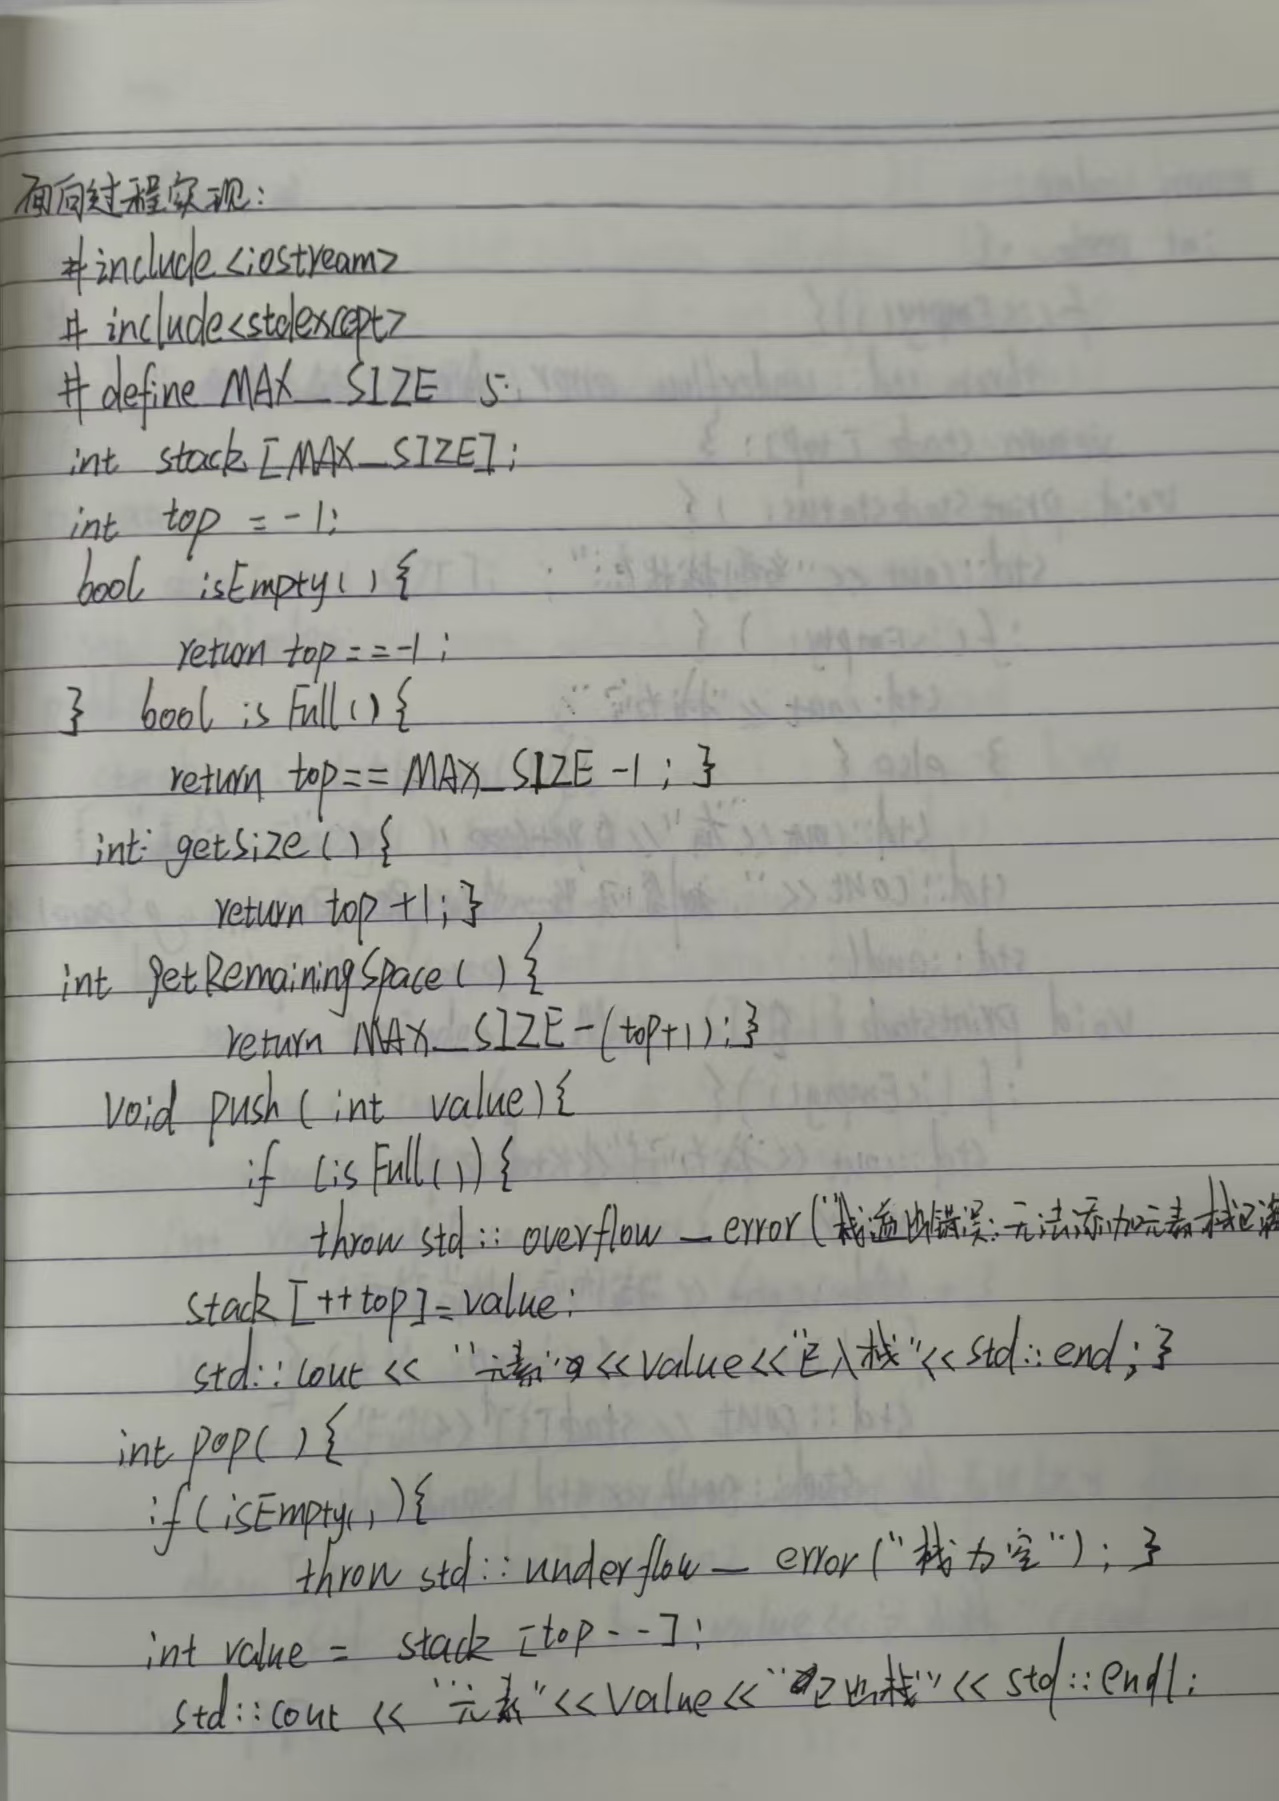 面向过程实现:
#include<iostream>
# include<stdexcept>
# define MAX_SIZE 5
int stack[MAX_SIZE];
int top = -1;
bool isEmpty(){
return top==-1;
} bool isFull(){
return top== MAX_SIZE -1; }
int getsize(){
return top+1;}
int getRemainingSpace(){
return MAX_SIZE-(top+1);}
void push(int value){
if (isFull()){
throw std::overflow_error("栈溢出错误:无法添加元素,栈已满
stack[++top]=value;
std::cout << "元素"<<value<<"已入栈"<<std::end;}
int pop(){
if(isEmpty()){
throw std::underflow_error("栈为空"); }
int value = stack[top--];
std::cout << "元素"<<value<<"已出栈"<< std::endl;